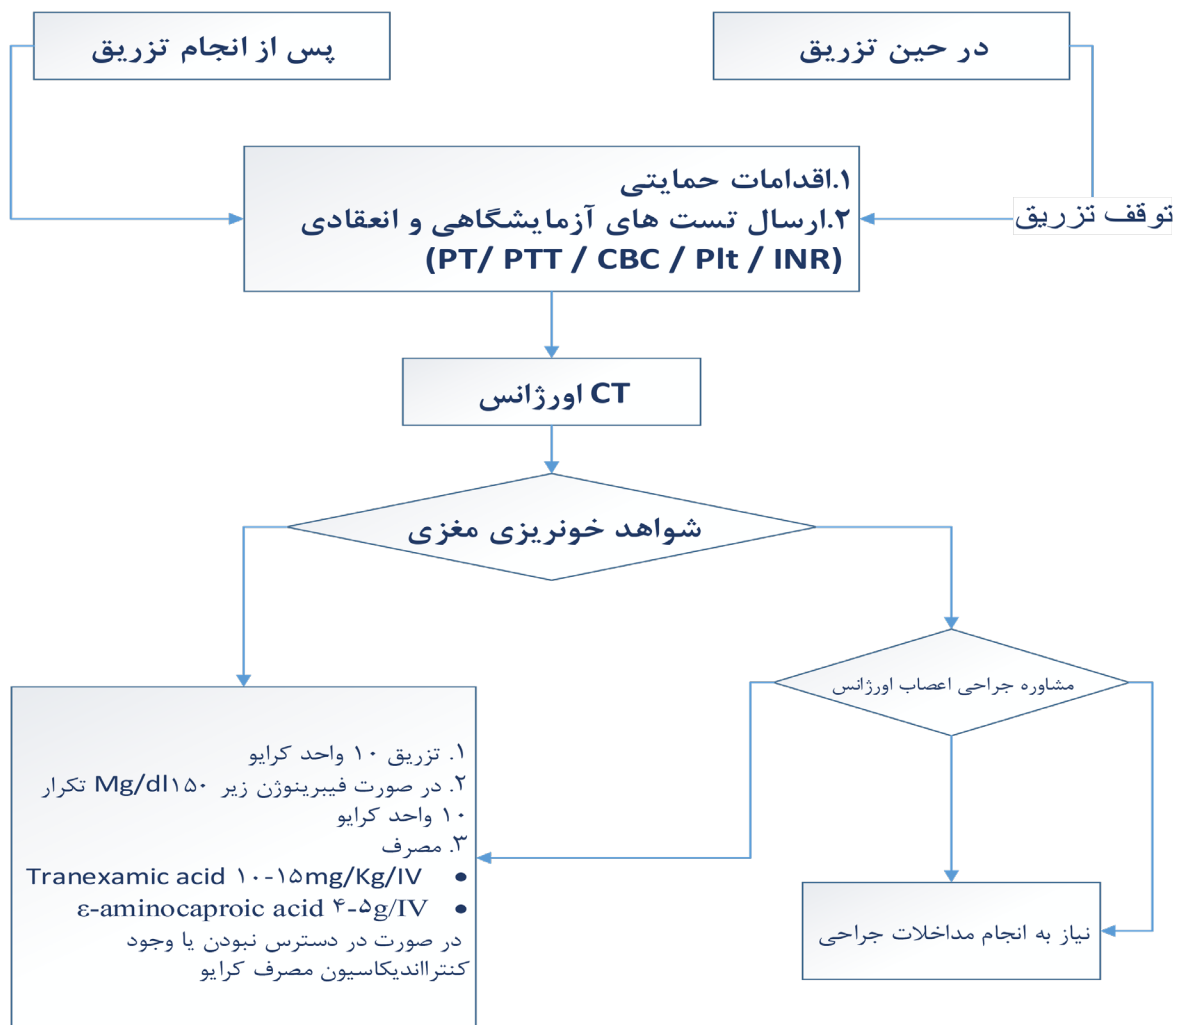 در حین تزریق
پس از انجام تزریق
توقف تزریق
۱.اقدامات حمایتی
۲.ارسال تست های آزمایشگاهی و انعقادی
(PT/ PTT / CBC / Plt / INR)
CT اورژانس
شواهد خونریزی مغزی
مشاوره جراحی اعصاب اورژانس
نیاز به انجام مداخلات جراحی
۱. تزریق ۱۰ واحد کرایو
۲. در صورت فیبرینوژن زیر Mg/dl۱۵۰ تکرار
۱۰ واحد کرایو
۳. مصرف
• Tranexamic acid ۱۰-۱۵mg/Kg/IV
• ε-aminocaproic acid ۴-۵g/IV
در صورت در دسترس نبودن یا وجود
کنترااندیکاسیون مصرف کرایو